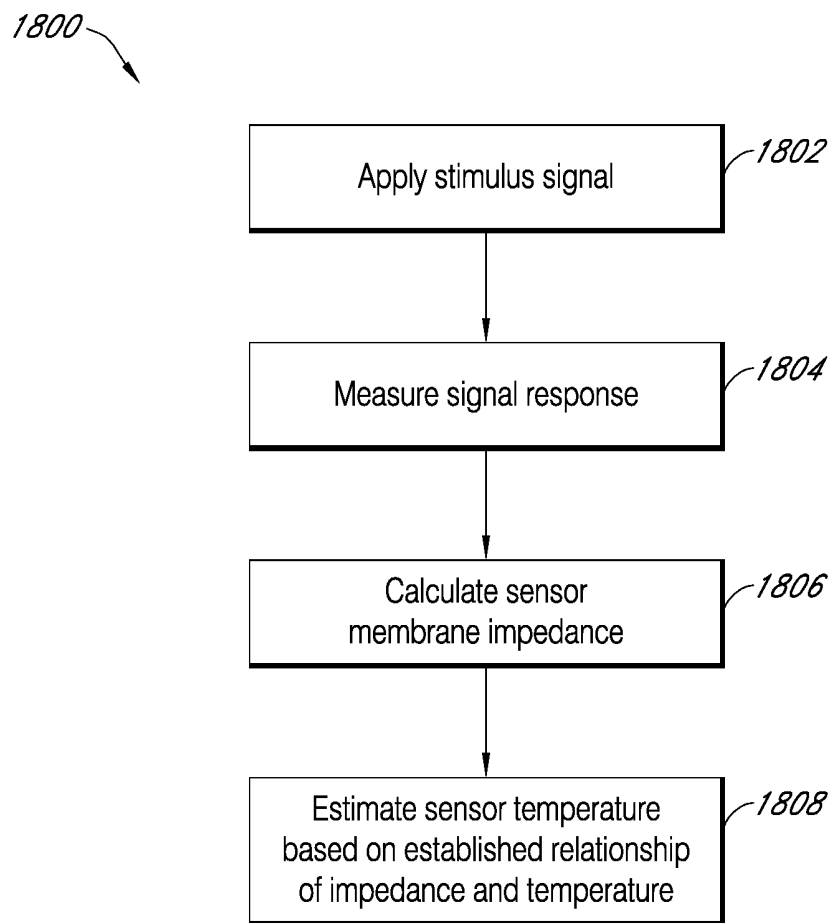 1800
Apply stimulus signal
1802
Measure signal response
1804
Calculate sensor
membrane impedance
1806
Estimate sensor temperature
based on established relationship
of impedance and temperature
1808